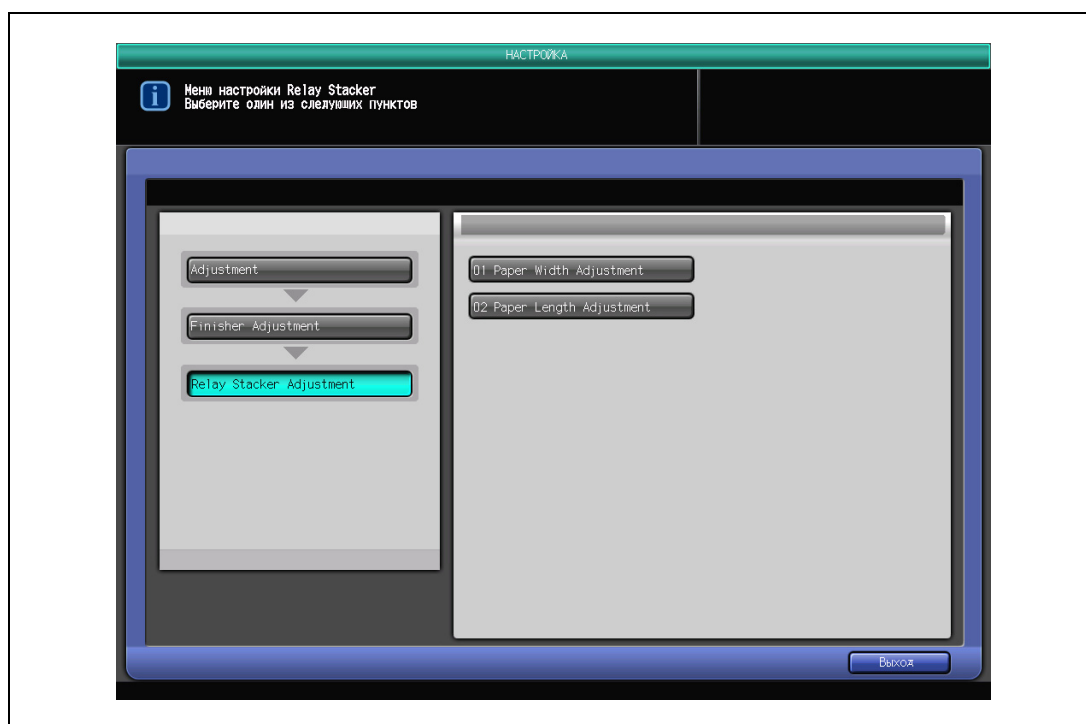 НАСТРОЙКА
Меню настройки Relay Stacker
Выберите один из следующих пунктов
Adjustment
Finisher Adjustment
Relay Stacker Adjustment
01 Paper Width Adjustment
02 Paper Length Adjustment
Выход